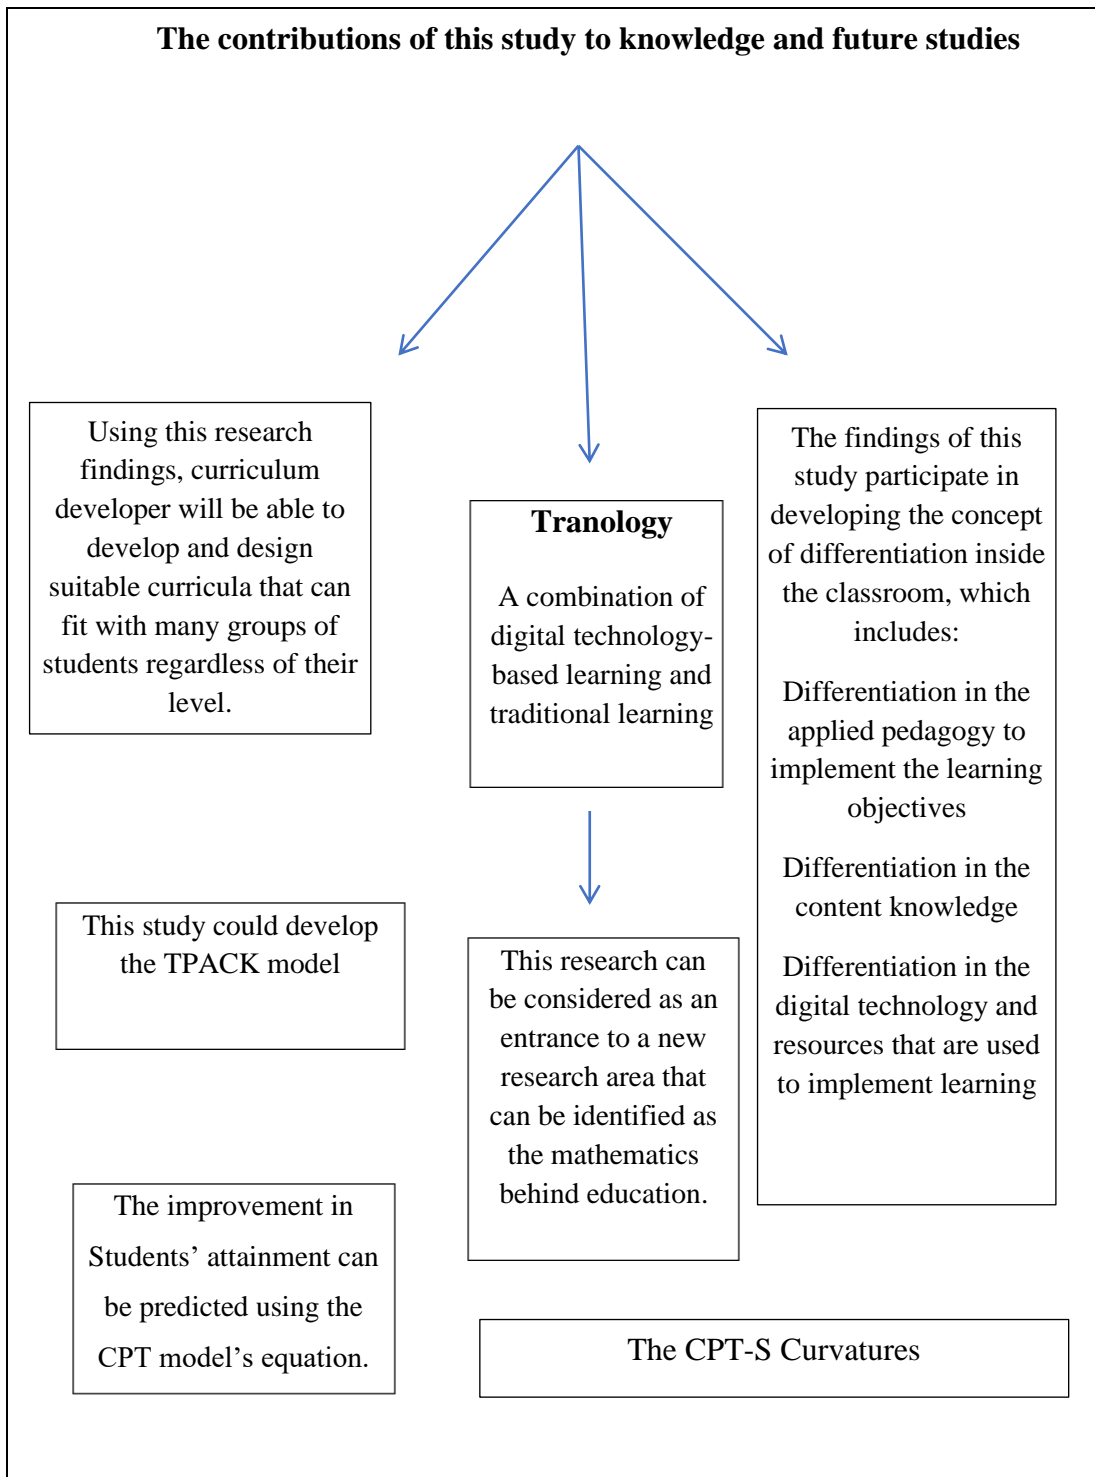 The contributions of this study to knowledge and future studies
Using this research
findings, curriculum
developer will be able to
develop and design
suitable curricula that can
fit with many groups of
students regardless of their
level.
Tranology
A combination of
digital technology-
based learning and
traditional learning
The findings of this
study participate in
developing the concept
of differentiation inside
the classroom, which
includes:
Differentiation in the
applied pedagogy to
implement the learning
objectives
Differentiation in the
content knowledge
Differentiation in the
digital technology and
resources that are used
to implement learning
This study could develop
the TPACK model
This research can
be considered as an
entrance to a new
research area that
can be identified as
the mathematics
behind education.
The improvement in
Students’ attainment can
be predicted using the
CPT model’s equation.
The CPT-S Curvatures